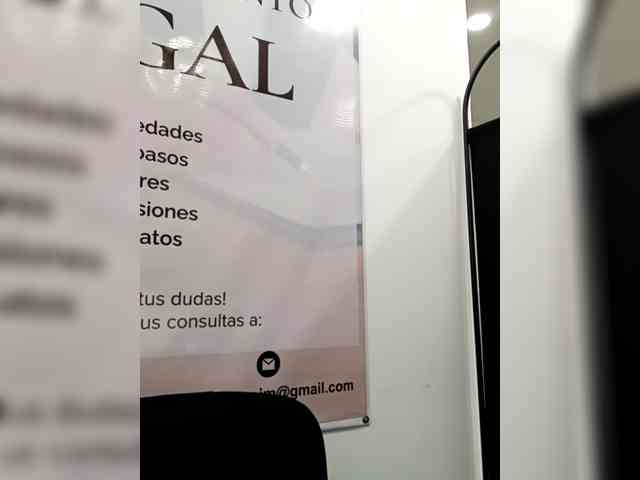 GAL
edades
pasos
res
siones
atos
tus dudas!
us consultas a:
im@gmail.com